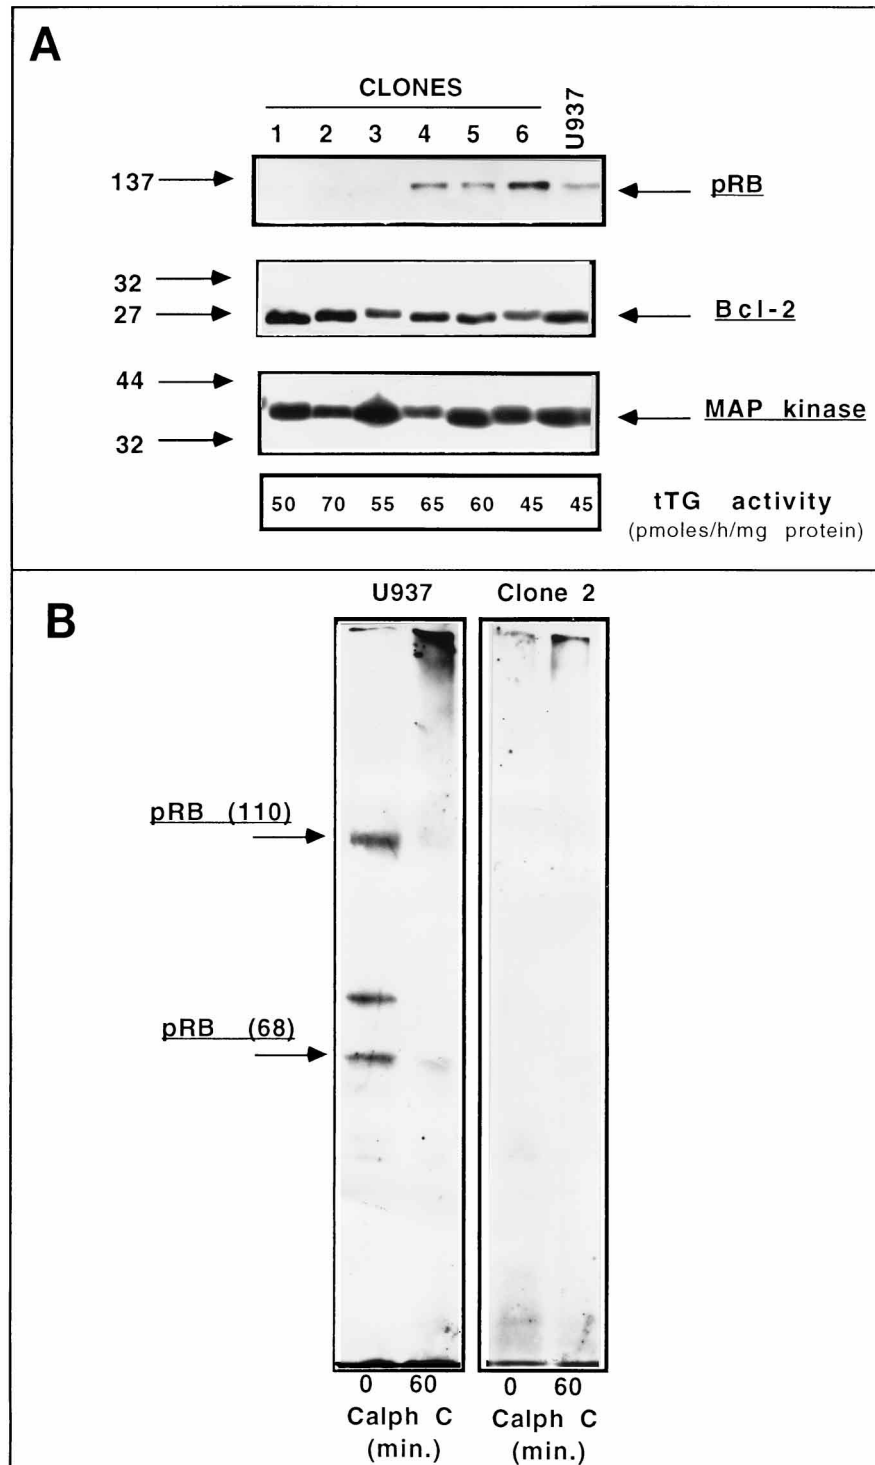 A
CLONES
1 2 3 4 5 6 U937
137 pRB
32
27 Bcl-2
44
MAP kinase
32
50 70 55 65 60 45 45 tTG activity
(pmoles/h/mg protein)
B
U937 Clone 2
pRB (110)
pRB (68)
0 60 0 60
Calph C Calph C
(min.) (min.)